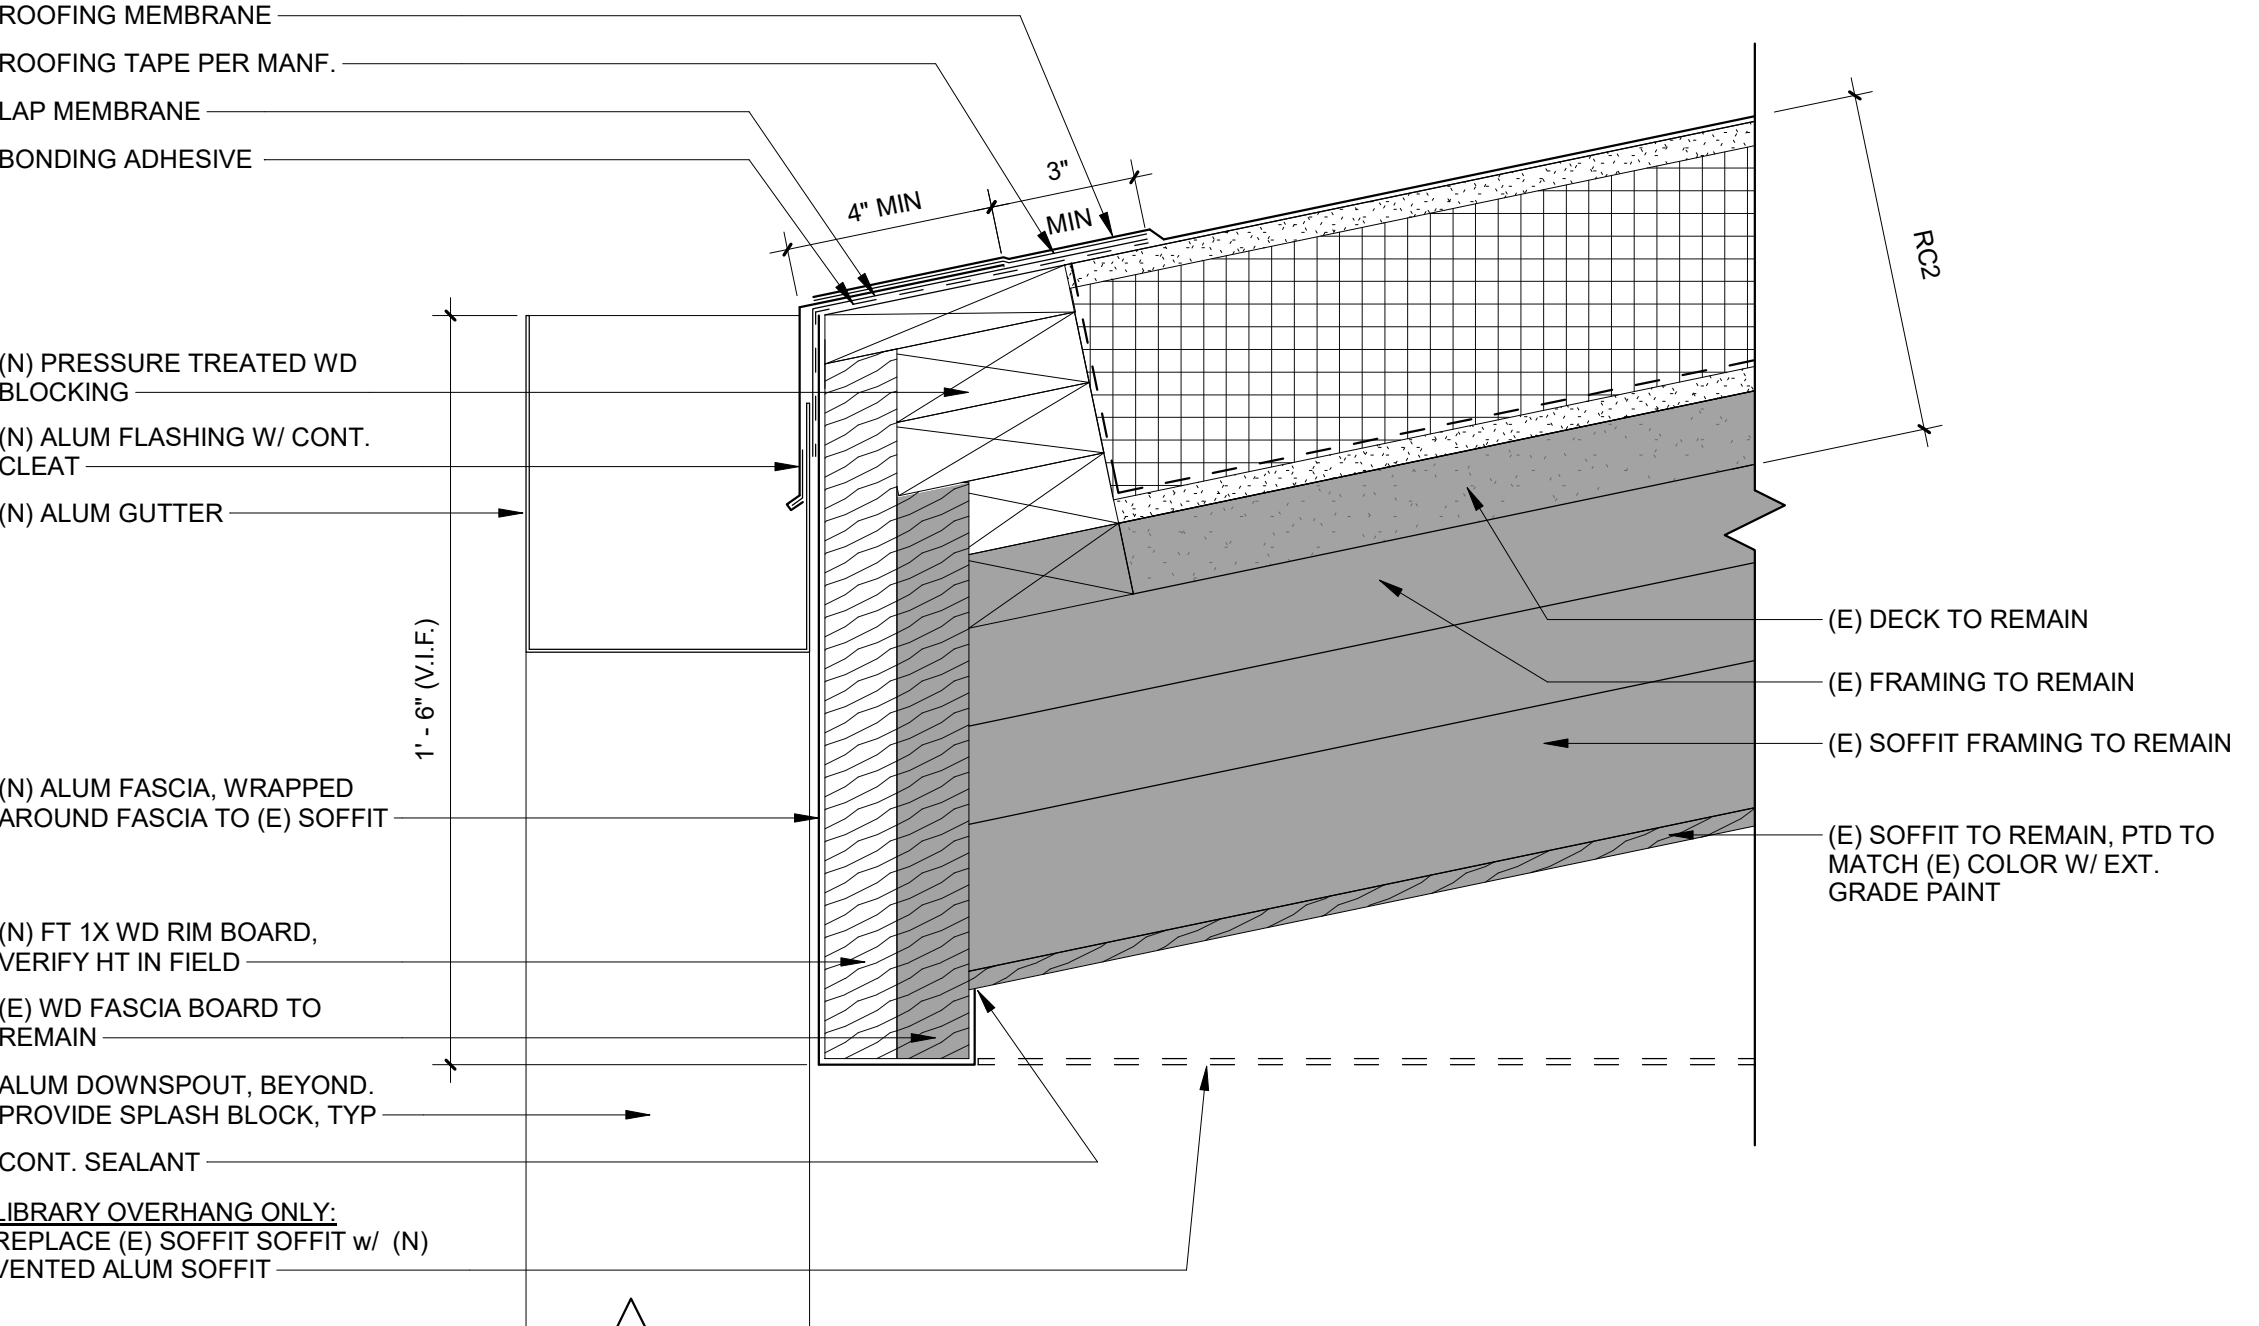 ROOFING MEMBRANE
ROOFING TAPE PER MANF.
LAP MEMBRANE
BONDING ADHESIVE
4" MIN
3"
MIN
RC2
(N) PRESSURE TREATED WD
BLOCKING
(N) ALUM FLASHING W/ CONT.
CLEAT
(N) ALUM GUTTER
1' - 6" (V.I.F.)
(N) ALUM FASCIA, WRAPPED
AROUND FASCIA TO (E) SOFFIT
(N) FT 1X WD RIM BOARD,
VERIFY HT IN FIELD
(E) WD FASCIA BOARD TO
REMAIN
ALUM DOWNSPOUT, BEYOND.
PROVIDE SPLASH BLOCK, TYP
CONT. SEALANT
LIBRARY OVERHANG ONLY:
REPLACE (E) SOFFIT SOFFIT w/ (N)
VENTED ALUM SOFFIT
(E) DECK TO REMAIN
(E) FRAMING TO REMAIN
(E) SOFFIT FRAMING TO REMAIN
(E) SOFFIT TO REMAIN, PTD TO
MATCH (E) COLOR W/ EXT.
GRADE PAINT